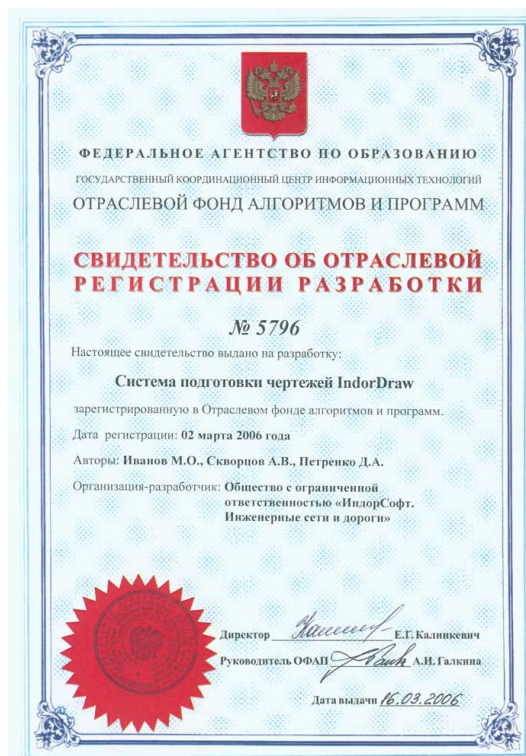 ФЕДЕРАЛЬНОЕ АГЕНТСТВО ПО ОБРАЗОВАНИЮ
ГОСУДАРСТВЕННЫЙ КООРДИНАЦИОННЫЙ ЦЕНТР ИНФОРМАЦИОННЫХ ТЕХНОЛОГИЙ
ОТРАСЛЕВОЙ ФОНД АЛГОРИТМОВ И ПРОГРАММ
СВИДЕТЕЛЬСТВО ОБ ОТРАСЛЕВОЙ
РЕГИСТРАЦИИ РАЗРАБОТКИ
№ 5796
Настоящее свидетельство выдано на разработку:
Система подготовки чертежей IndorDraw
зарегистрированную в Отраслевом фонде алгоритмов и программ.
Дата регистрации: 02 марта 2006 года
Авторы: Иванов М.О., Скворцов А.В., Петренко Д.А.
Организация-разработчик: Общество с ограниченной
ответственностью «ИндорСофт.
Инженерные сети и дороги»
Директор Е.Г. Калинкевич
Руководитель ОФАП А.И. Галкина
Дата выдачи 16.03.2006